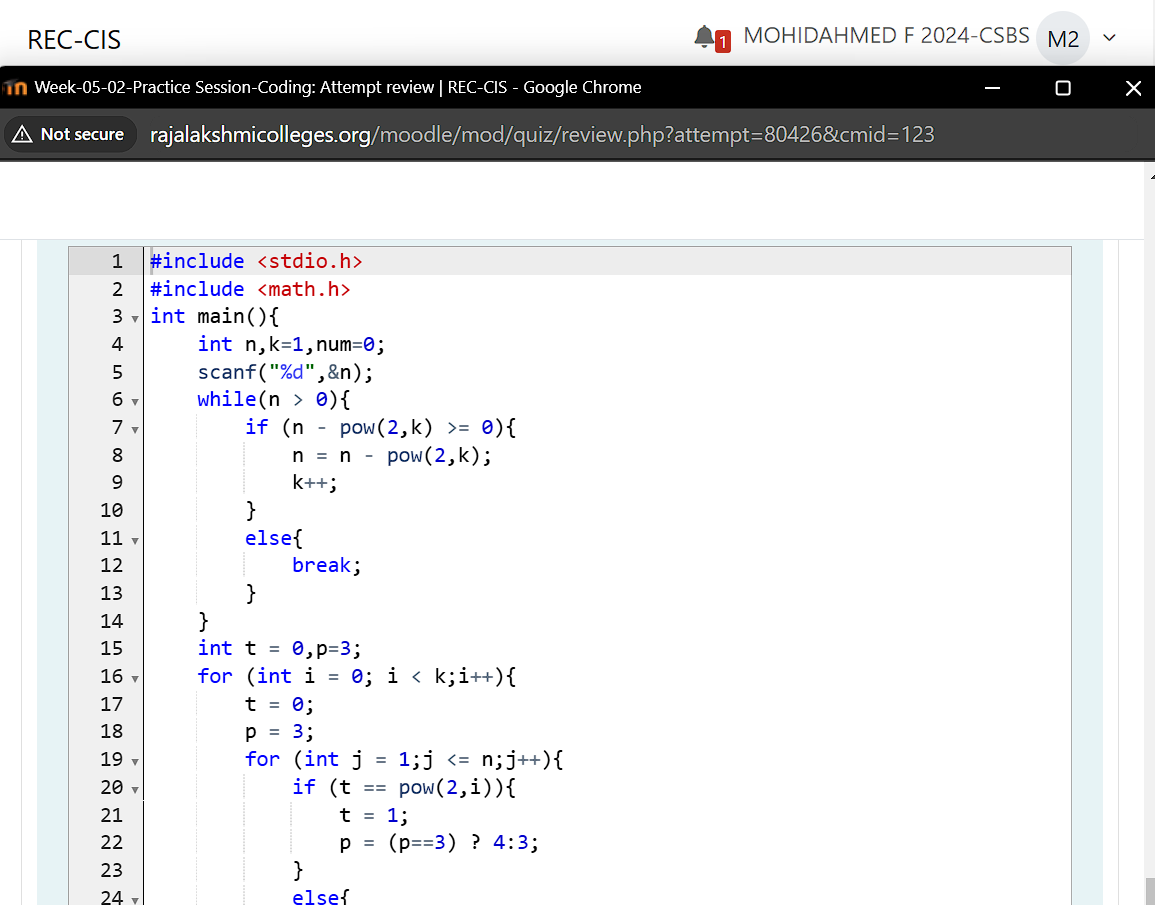 REC-CIS
1 MOHIDAHMED F 2024-CSBS M2
Week-05-02-Practice Session-Coding: Attempt review | REC-CIS - Google Chrome
Not secure rajalakshmicolleges.org/moodle/mod/quiz/review.php?attempt=80426&cmid=123
1 #include <stdio.h>
2 #include <math.h>
3 int main(){
4     int n,k=1,num=0;
5     scanf("%d",&n);
6     while(n > 0){
7         if (n - pow(2,k) >= 0){
8             n = n - pow(2,k);
9             k++;
10         }
11         else{
12             break;
13         }
14     }
15     int t = 0,p=3;
16     for (int i = 0; i < k;i++){
17         t = 0;
18         p = 3;
19         for (int j = 1;j <= n;j++){
20             if (t == pow(2,i)){
21                 t = 1;
22                 p = (p==3) ? 4:3;
23             }
24             else{